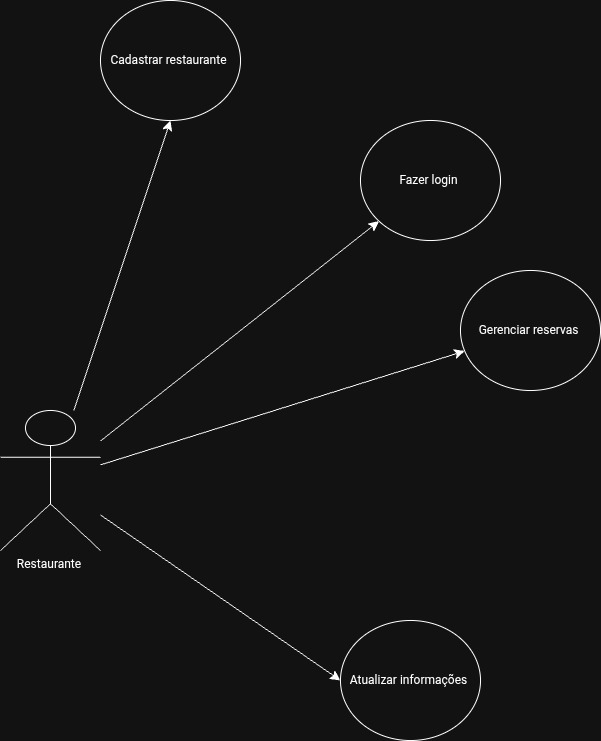 Cadastrar restaurante
Fazer login
Gerenciar reservas
Restaurante
Atualizar informações